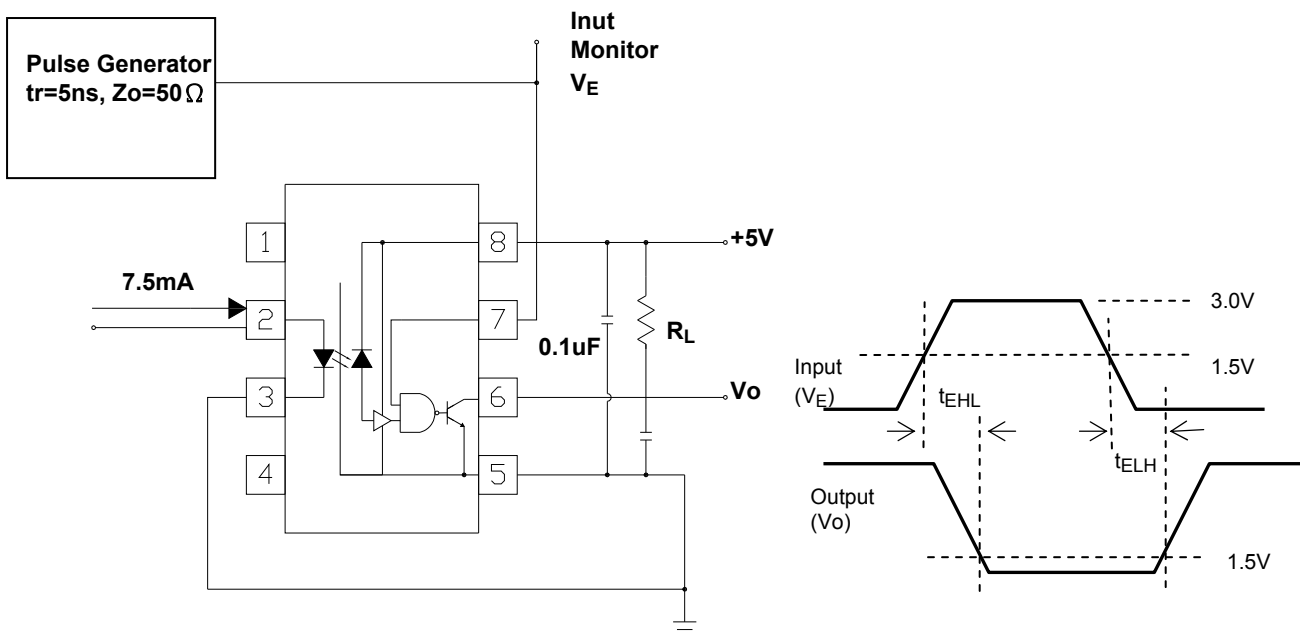 Inut
Monitor
VE
Pulse Generator
tr=5ns, Zo=50Ω
1
8
+5V
7.5mA
2
7
0.1uF
RL
3
6
Vo
4
5
3.0V
Input
(VE)
1.5V
tEHL
tELH
Output
(Vo)
1.5V